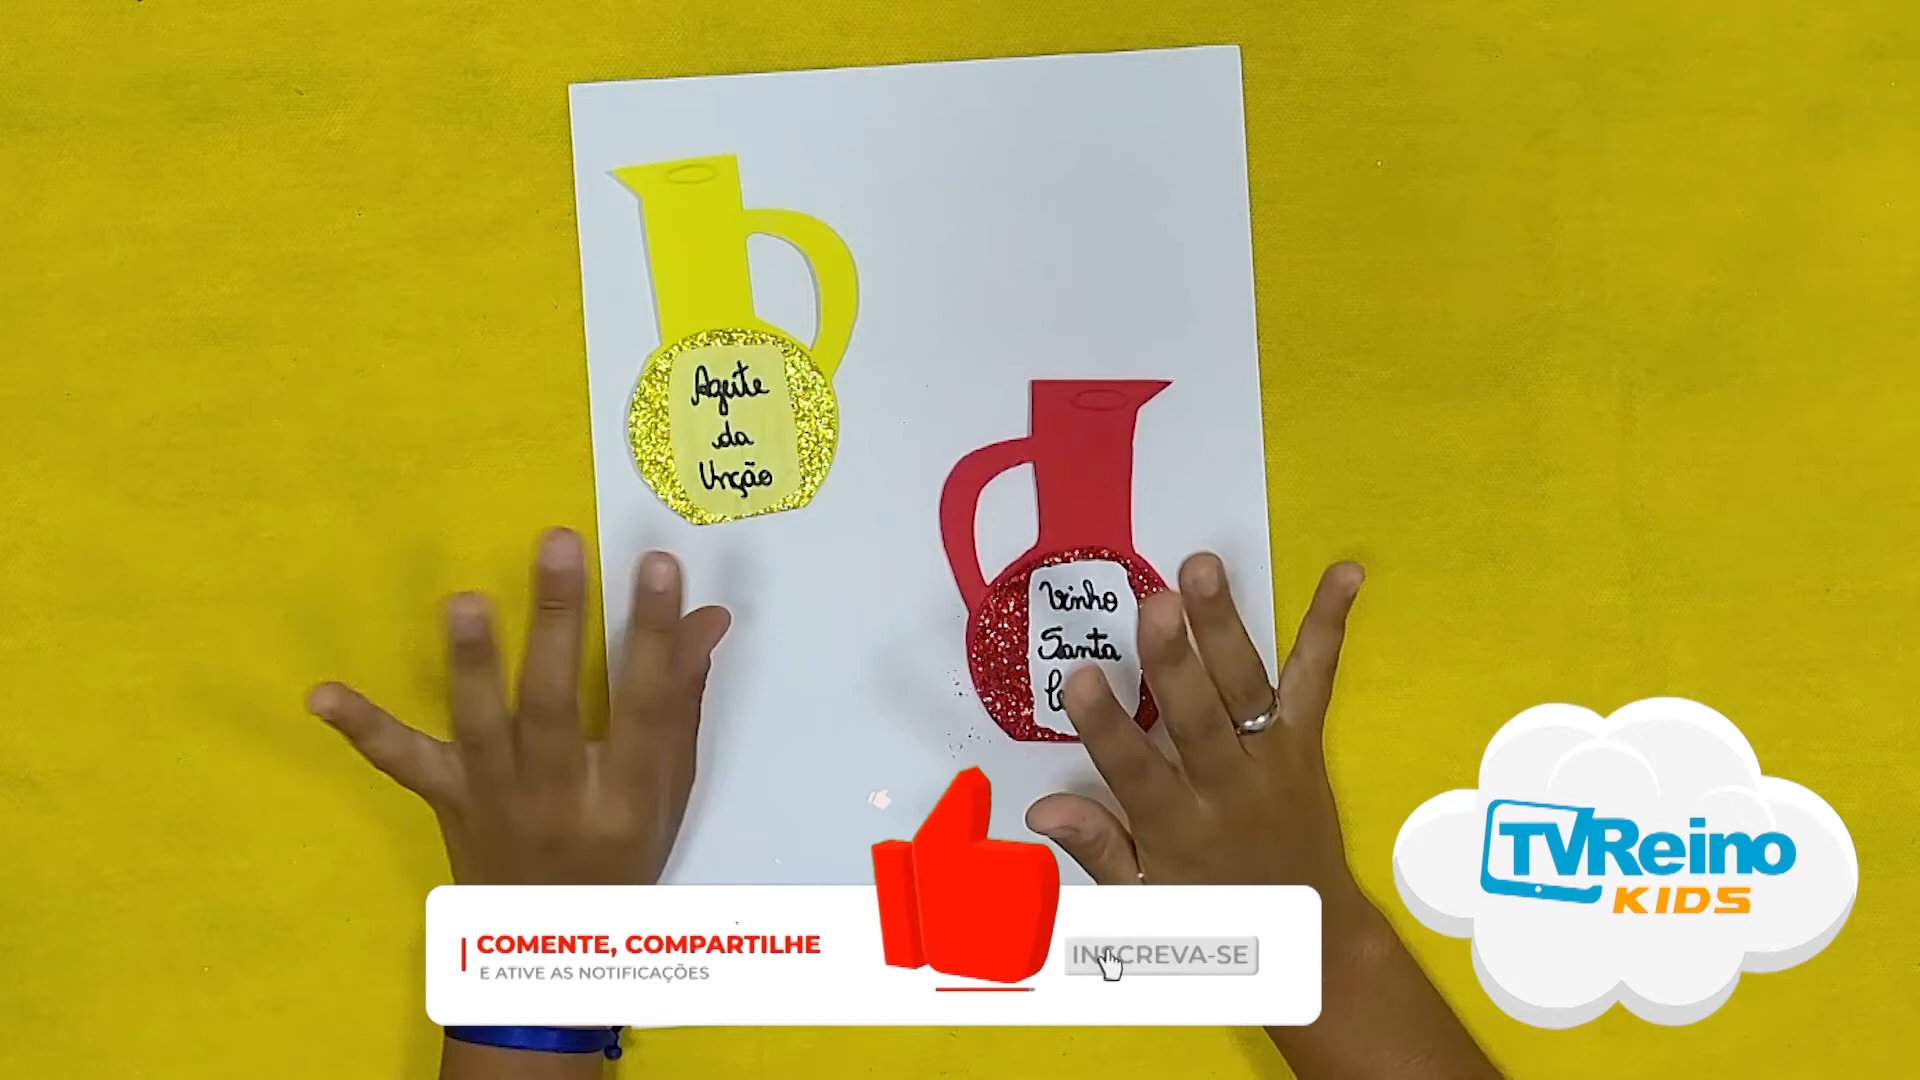 Azeite
da
Unção
Vinho
Santa
COMENTE, COMPARTILHE
E ATIVE AS NOTIFICAÇÕES
INSCREVA-SE
TVReino
KIDS